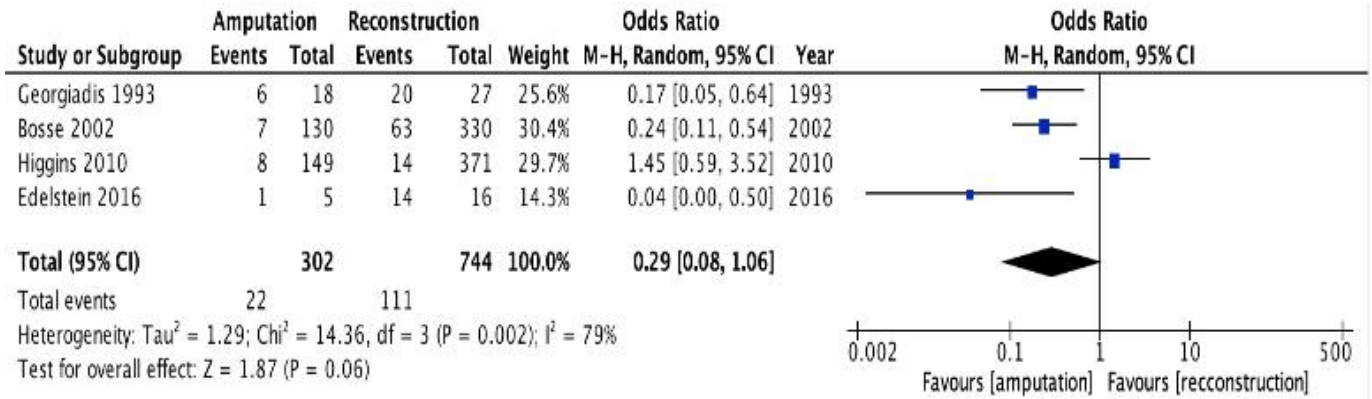 Amputation Reconstruction Odds Ratio Odds Ratio
Study or Subgroup Events Total Events Total Weight M-H, Random, 95% CI Year M-H, Random, 95% CI
Georgiadis 1993 6 18 20 27 25.6% 0.17 [0.05, 0.64] 1993
Bosse 2002 7 130 63 330 30.4% 0.24 [0.11, 0.54] 2002
Higgins 2010 8 149 14 371 29.7% 1.45 [0.59, 3.52] 2010
Edelstein 2016 1 5 14 16 14.3% 0.04 [0.00, 0.50] 2016
Total (95% CI) 302 744 100.0% 0.29 [0.08, 1.06]
Total events 22 111
Heterogeneity: Tau² = 1.29; Chi² = 14.36, df = 3 (P = 0.002); I² = 79%
Test for overall effect: Z = 1.87 (P = 0.06)
0.002 0.1 1 10 500
Favours [amputation] Favours [recconstruction]